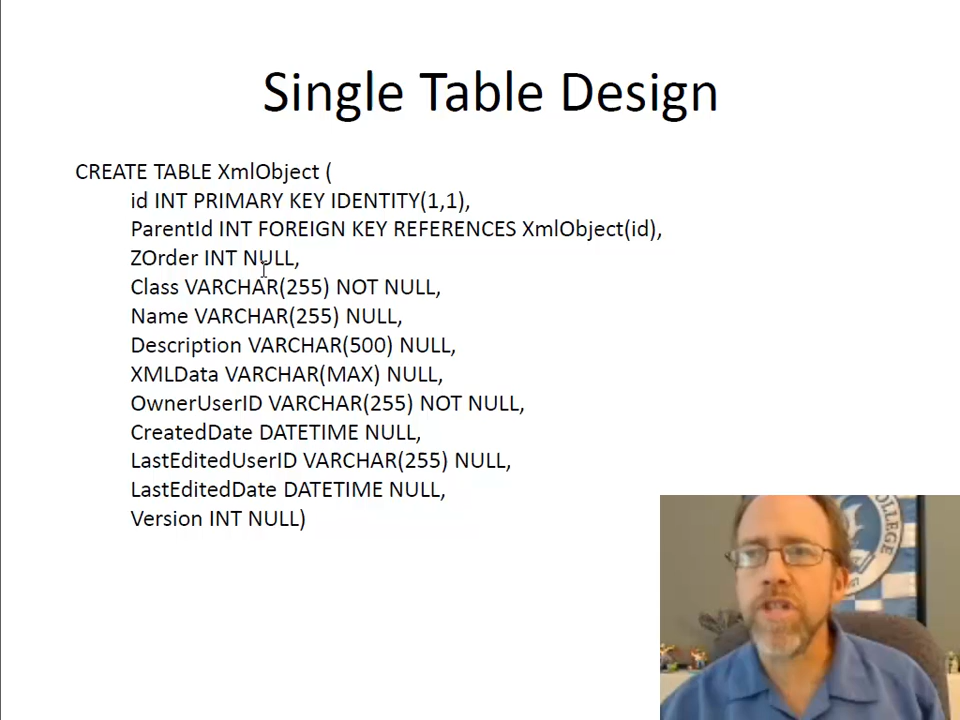 Single Table Design
CREATE TABLE XmlObject (
id INT PRIMARY KEY IDENTITY(1,1),
ParentId INT FOREIGN KEY REFERENCES XmlObject(id),
ZOrder INT NULL,
Class VARCHAR(255) NOT NULL,
Name VARCHAR(255) NULL,
Description VARCHAR(500) NULL,
XMLData VARCHAR(MAX) NULL,
OwnerUserID VARCHAR(255) NOT NULL,
CreatedDate DATETIME NULL,
LastEditedUserID VARCHAR(255) NULL,
LastEditedDate DATETIME NULL,
Version INT NULL)
COLLEGE